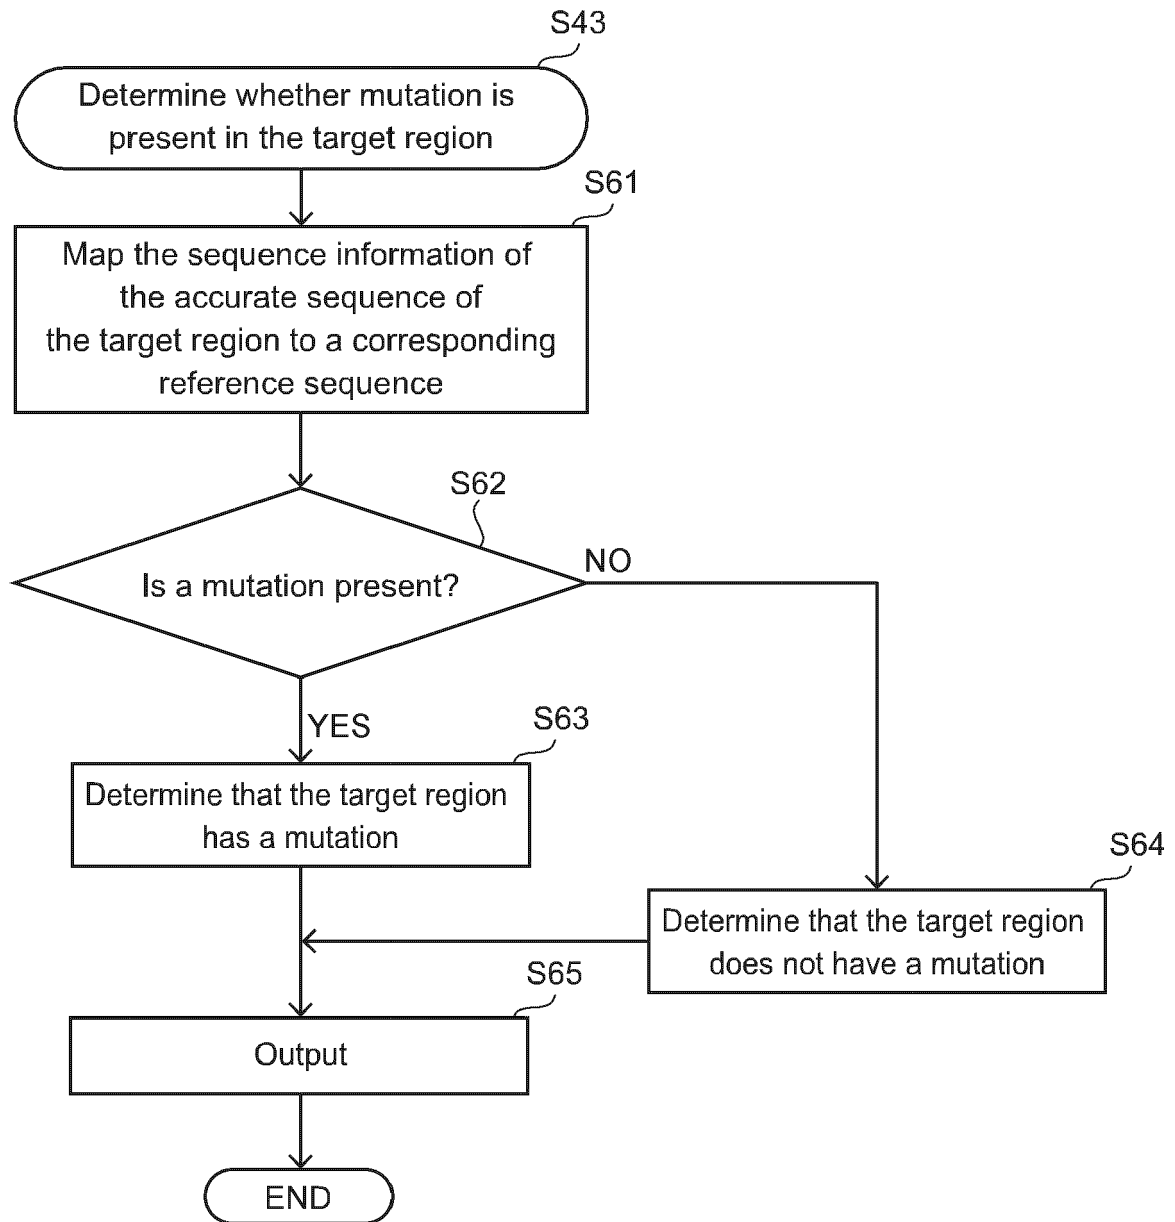 S43
Determine whether mutation is
present in the target region
S61
Map the sequence information of
the accurate sequence of
the target region to a corresponding
reference sequence
S62
Is a mutation present?
NO
YES
S63
Determine that the target region
has a mutation
S64
Determine that the target region
does not have a mutation
S65
Output
END